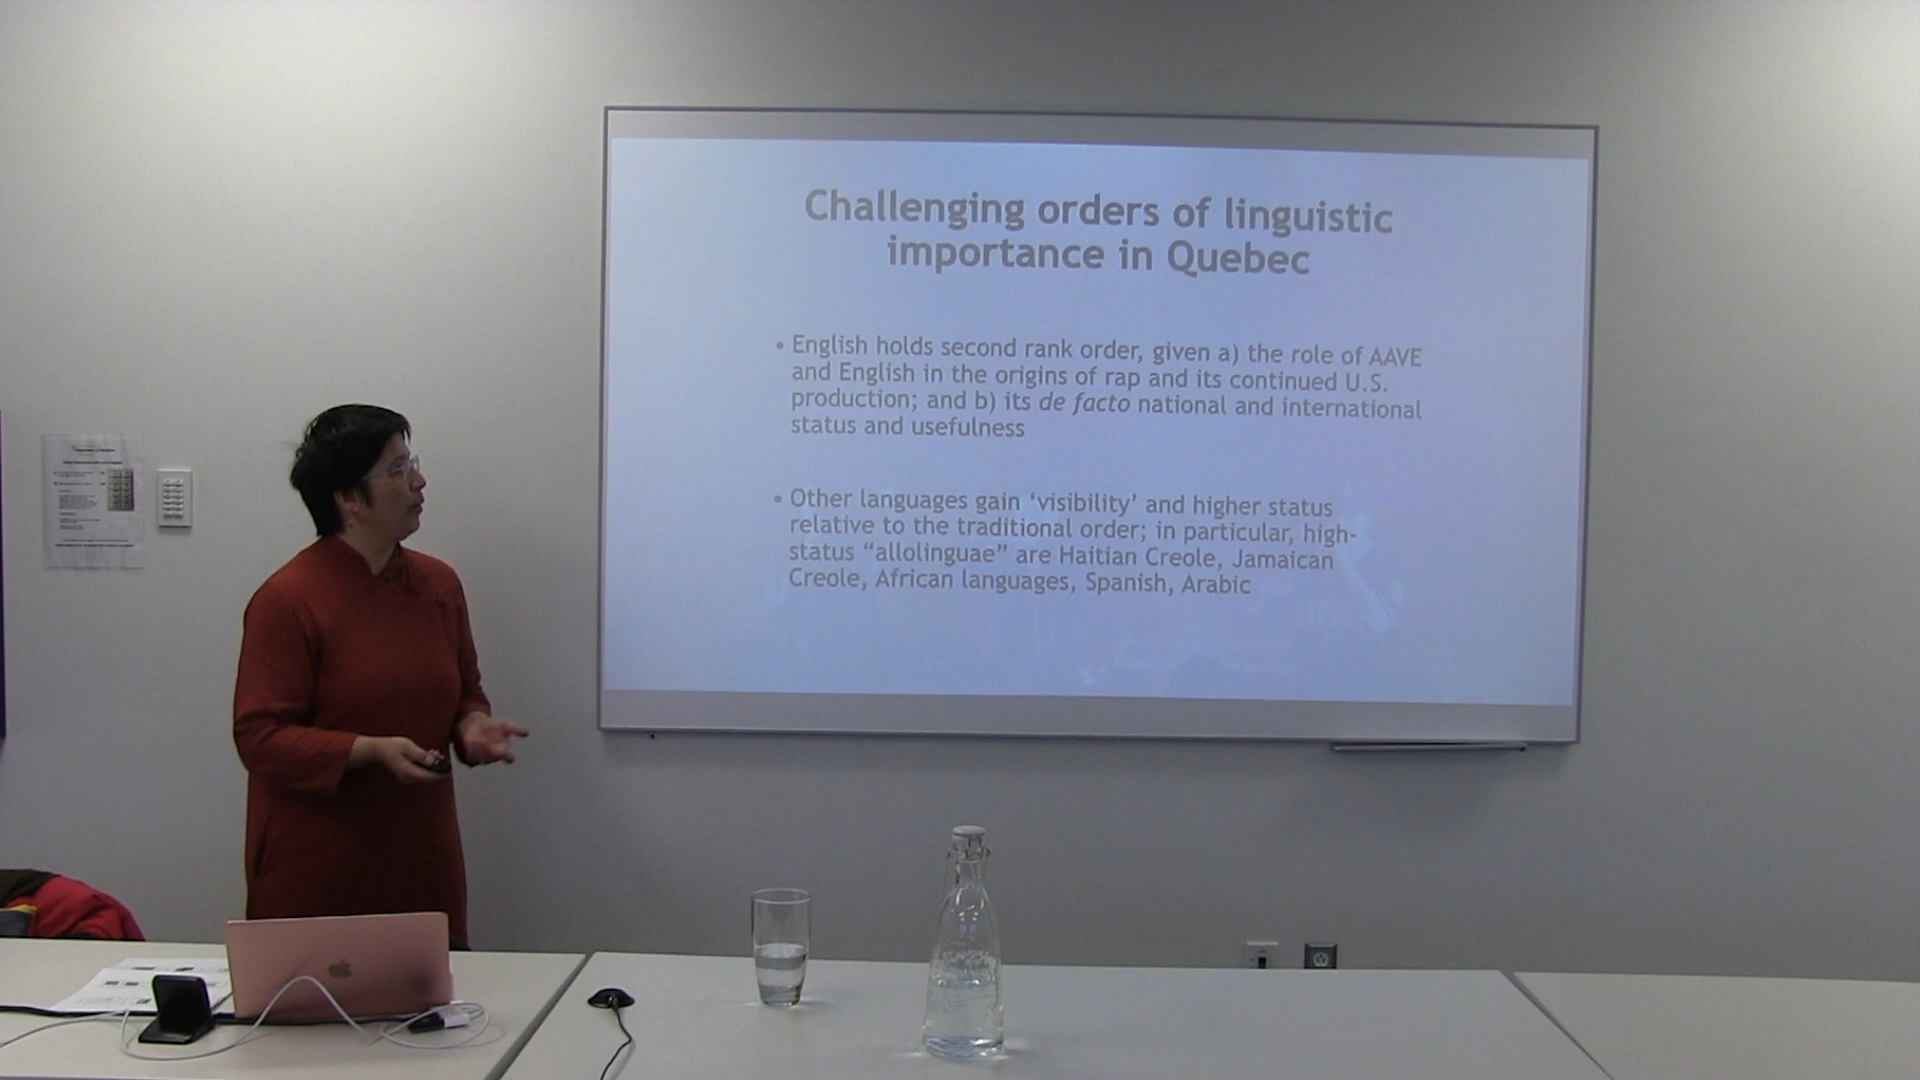 Challenging orders of linguistic
importance in Quebec
• English holds second rank order, given a) the role of AAVE
and English in the origins of rap and its continued U.S.
production; and b) its de facto national and international
status and usefulness
• Other languages gain ‘visibility’ and higher status
relative to the traditional order; in particular, high-
status “allolinguae” are Haitian Creole, Jamaican
Creole, African languages, Spanish, Arabic